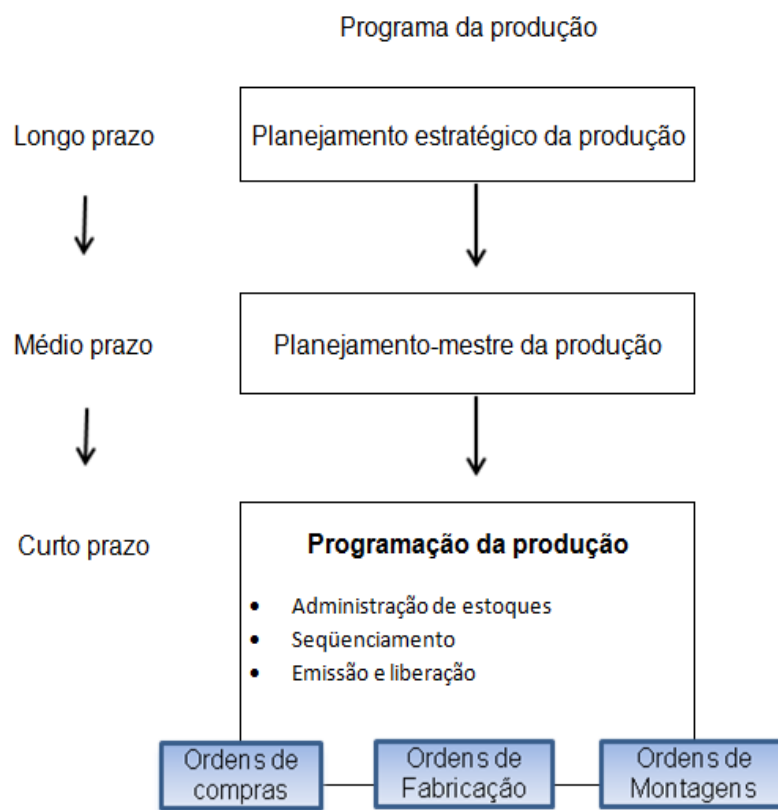 Programa da produção
Longo prazo
Planejamento estratégico da produção
Médio prazo
Planejamento-mestre da produção
Curto prazo
Programação da produção
• Administração de estoques
• Seqüenciamento
• Emissão e liberação
Ordens de
compras
Ordens de
Fabricação
Ordens de
Montagens